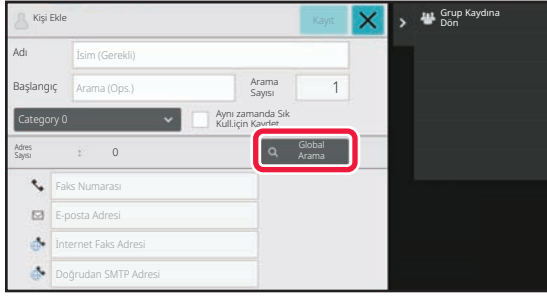 Kişi Ekle
Kayıt
Grup Kaydına
Dön
Adı
İsim (Gerekli)
Başlangıç
Arama (Ops.)
Arama
Sayısı
1
Category 0
Aynı zamanda Sık
Kull.için Kaydet
Adres
Sayısı
:
0
Global
Arama
Faks Numarası
E-posta Adresi
İnternet Faks Adresi
Doğrudan SMTP Adresi